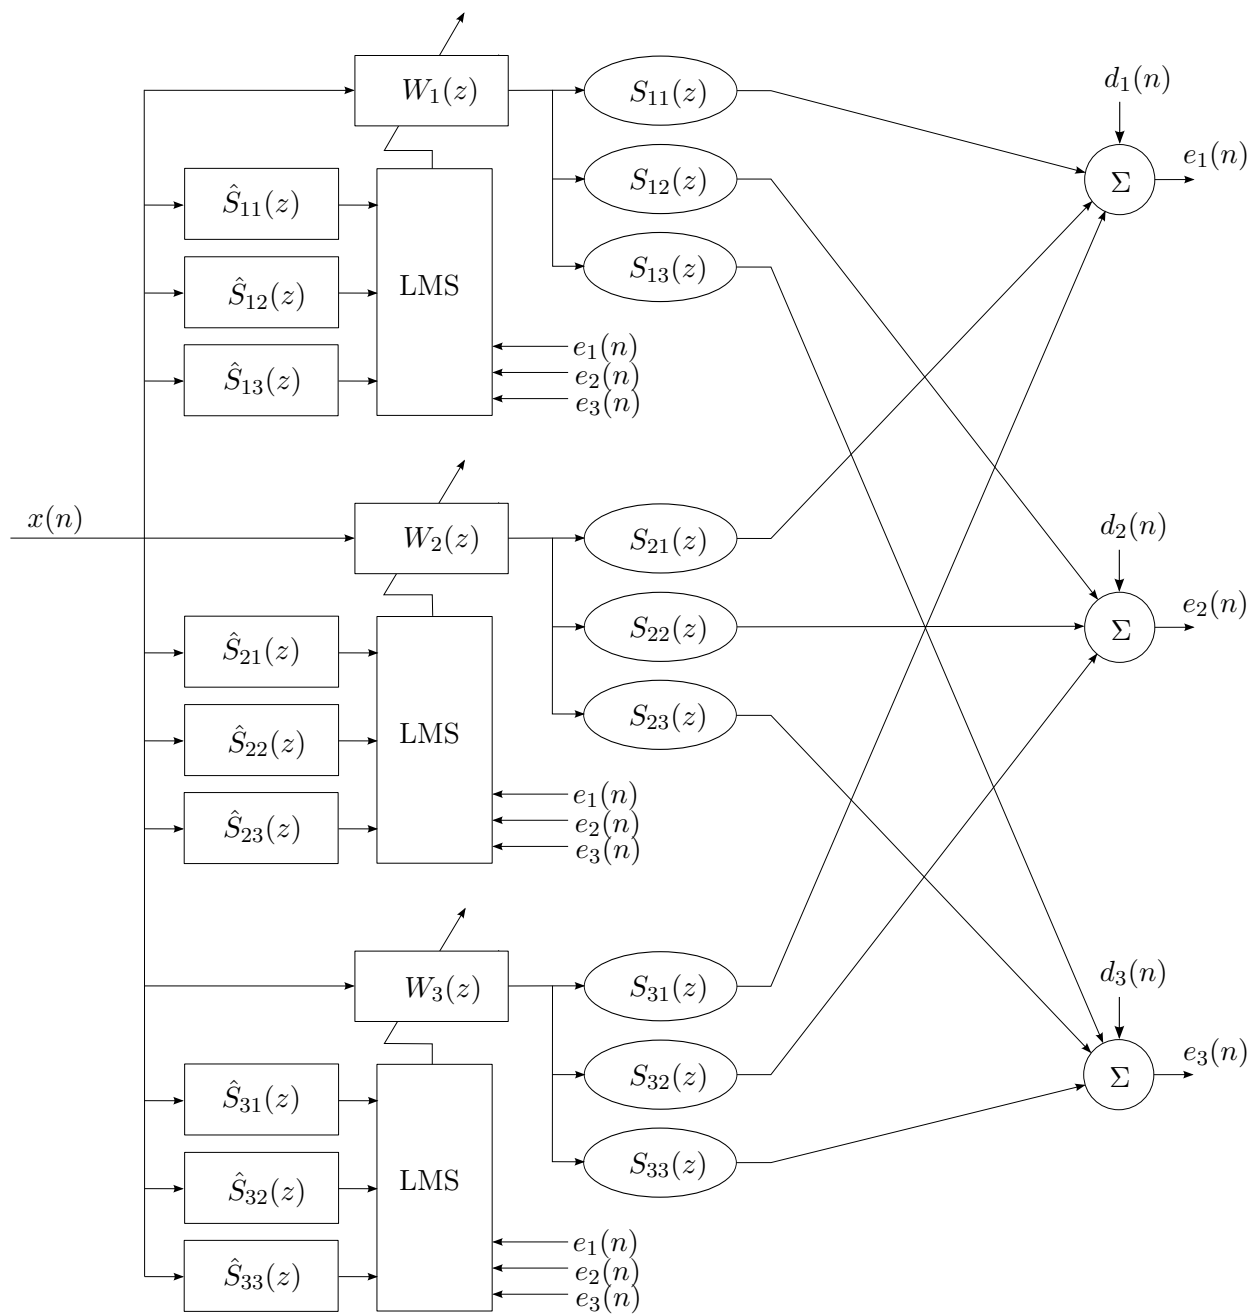 W₁(z)
S₁₁(z)
d₁(n)
e₁(n)
Σ
Ŝ₁₁(z)
S₁₂(z)
Ŝ₁₂(z)
LMS
S₁₃(z)
Ŝ₁₃(z)
e₁(n)
e₂(n)
e₃(n)
x(n)
W₂(z)
S₂₁(z)
d₂(n)
e₂(n)
Σ
Ŝ₂₁(z)
S₂₂(z)
Ŝ₂₂(z)
LMS
S₂₃(z)
Ŝ₂₃(z)
e₁(n)
e₂(n)
e₃(n)
W₃(z)
S₃₁(z)
d₃(n)
e₃(n)
Σ
Ŝ₃₁(z)
S₃₂(z)
Ŝ₃₂(z)
LMS
S₃₃(z)
Ŝ₃₃(z)
e₁(n)
e₂(n)
e₃(n)